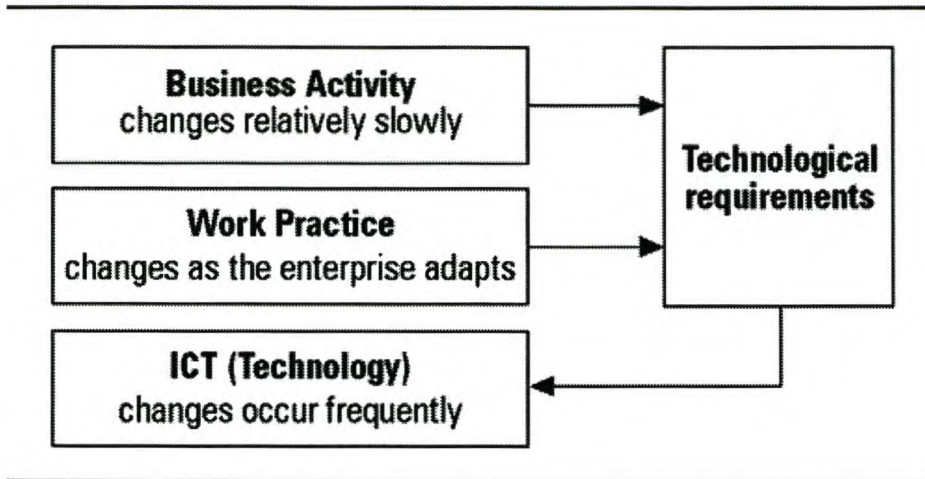 Business Activity
changes relatively slowly
Technological
requirements
Work Practice
changes as the enterprise adapts
ICT (Technology)
changes occur frequently